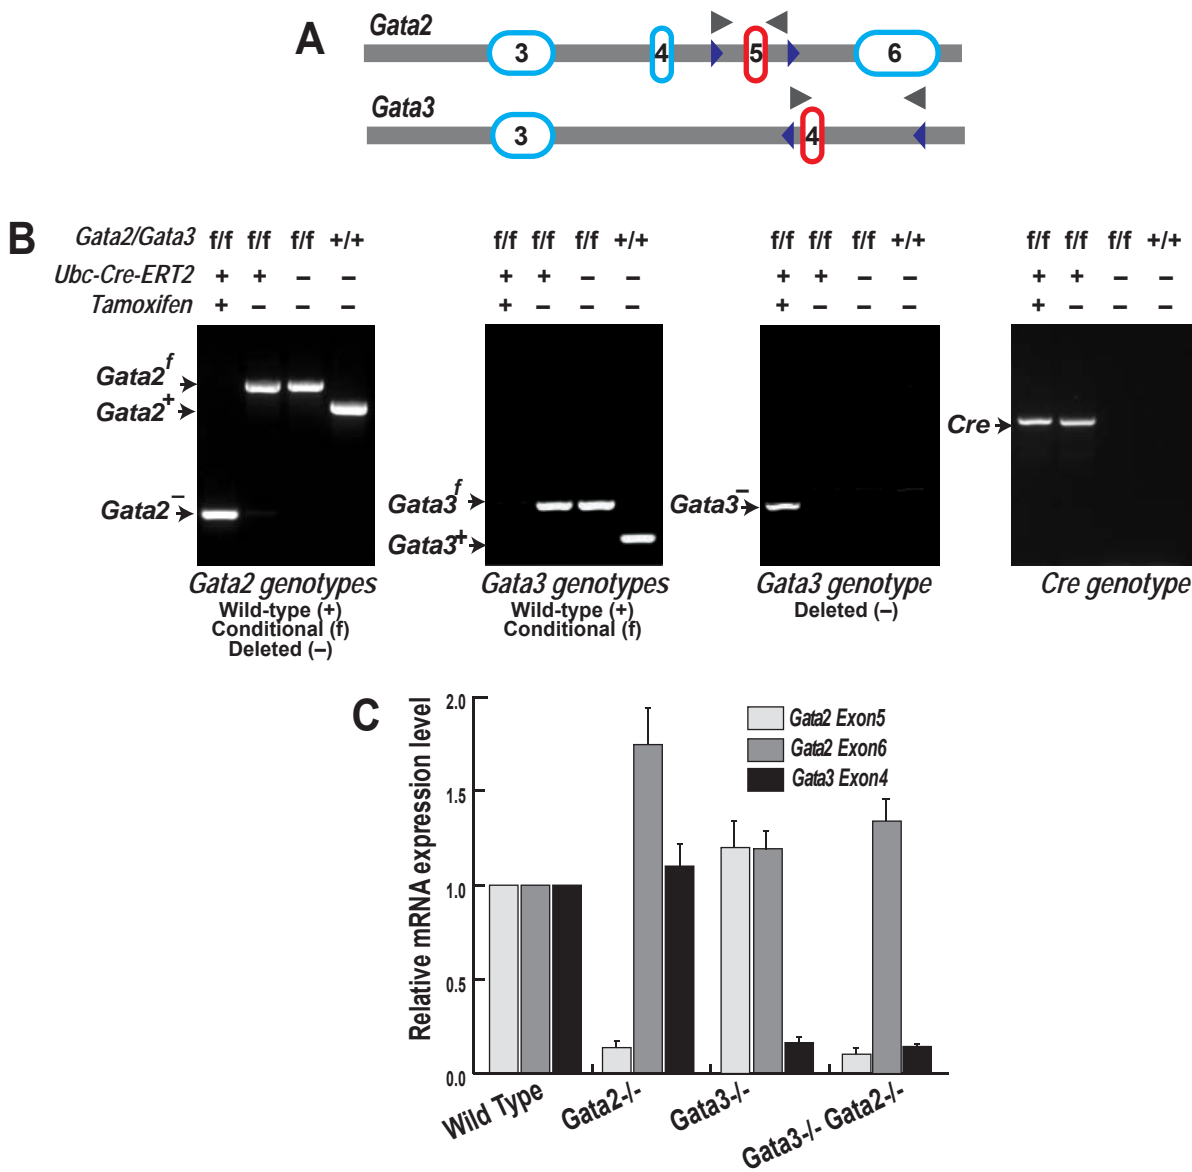 A
Gata2
3 4 5 6
Gata3
3 4
B
Gata2/Gata3 f/f f/f f/f +/+ f/f f/f f/f +/+ f/f f/f f/f +/+ f/f f/f f/f +/+
Ubc-Cre-ERT2 + + – – + + – – + + – – + + – –
Tamoxifen + – – – + – – – + – – – + – – –
Gata2f
Gata2+
Gata2–
Gata3f
Gata3+
Gata3–
Cre
Gata2 genotypes
Wild-type (+)
Conditional (f)
Deleted (–)
Gata3 genotypes
Wild-type (+)
Conditional (f)
Gata3 genotype
Deleted (–)
Cre genotype
C
Relative mRNA expression level
2.0
1.5
1.0
0.5
0.0
Gata2 Exon5
Gata2 Exon6
Gata3 Exon4
Wild Type
Gata2-/-
Gata3-/-
Gata3-/- Gata2-/-